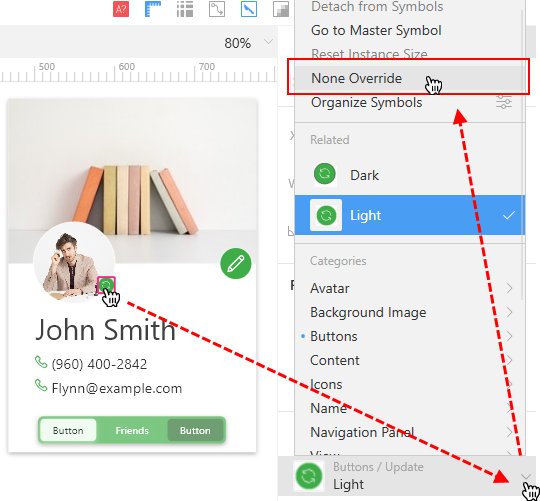 A?
Detach from Symbols
Go to Master Symbol
80%
Reset Instance Size
500
600
700
None Override
Organize Symbols
Related
Dark
Light
Categories
Avatar
Background Image
Buttons
Content
Icons
Name
Navigation Panel
View
John Smith
(960) 400-2842
Flynn@example.com
Button
Friends
Button
Buttons / Update
Light